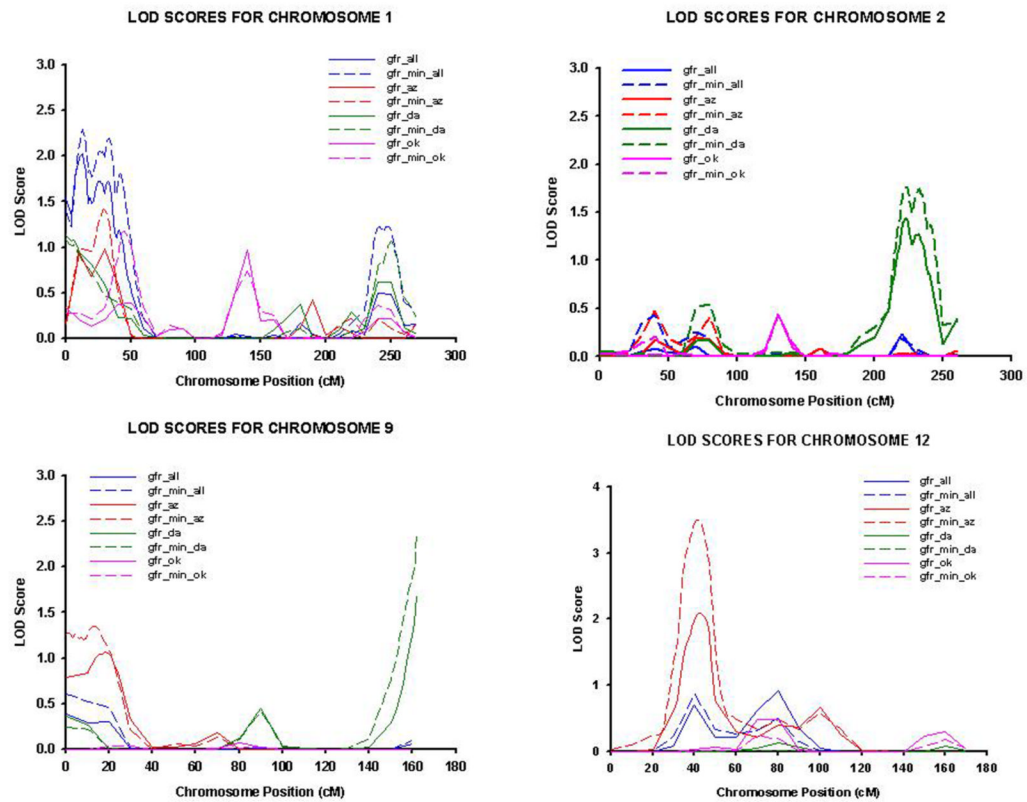 LOD SCORES FOR CHROMOSOME 1
3.0
2.5
2.0
1.5
1.0
0.5
0.0
LOD Score
gfr_all
gfr_min_all
gfr_az
gfr_min_az
gfr_da
gfr_min_da
gfr_ok
gfr_min_ok
0 50 100 150 200 250 300
Chromosome Position (cM)
LOD SCORES FOR CHROMOSOME 2
3.0
2.5
2.0
1.5
1.0
0.5
0.0
LOD Score
gfr_all
gfr_min_all
gfr_az
gfr_min_az
gfr_da
gfr_min_da
gfr_ok
gfr_min_ok
0 50 100 150 200 250 300
Chromosome Position (cM)
LOD SCORES FOR CHROMOSOME 9
3.0
2.5
2.0
1.5
1.0
0.5
0.0
LOD Score
gfr_all
gfr_min_all
gfr_az
gfr_min_az
gfr_da
gfr_min_da
gfr_ok
gfr_min_ok
0 20 40 60 80 100 120 140 160 180
Chromosome Position (cM)
LOD SCORES FOR CHROMOSOME 12
4
3
2
1
0
LOD Score
gfr_all
gfr_min_all
gfr_az
gfr_min_az
gfr_da
gfr_min_da
gfr_ok
gfr_min_ok
0 20 40 60 80 100 120 140 160 180
Chromosome Position (cM)